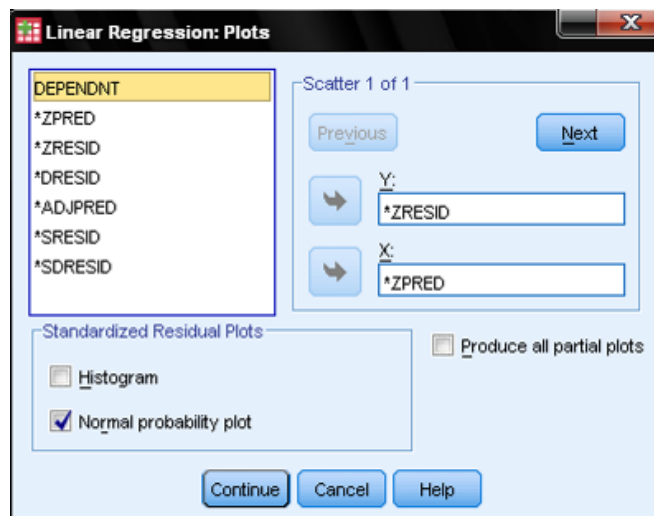 Linear Regression: Plots
DEPENDNT
*ZPRED
*ZRESID
*DRESID
*ADJPRED
*SRESID
*SDRESID
Scatter 1 of 1
Previous
Next
Y:
*ZRESID
X:
*ZPRED
Standardized Residual Plots
Histogram
Normal probability plot
Produce all partial plots
Continue
Cancel
Help